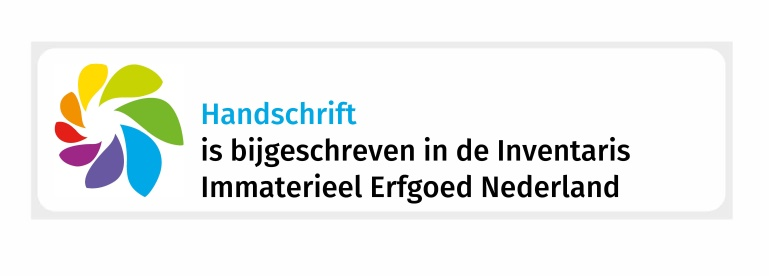 Handschrift
is bijgeschreven in de Inventaris
Immaterieel Erfgoed Nederland